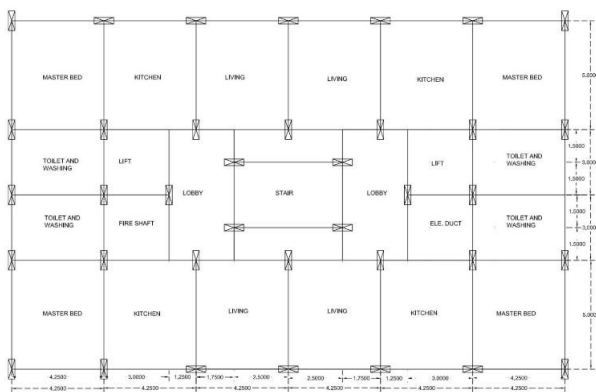 MASTER BED
KITCHEN
LIVING
LIVING
KITCHEN
MASTER BED
5.0000
TOILET AND
WASHING
LIFT
LOBBY
STAIR
LOBBY
LIFT
TOILET AND
WASHING
1.5000
3.0000
1.5000
TOILET AND
WASHING
FIRE SHAFT
ELE. DUCT
TOILET AND
WASHING
1.5000
3.0000
1.5000
MASTER BED
KITCHEN
LIVING
LIVING
KITCHEN
MASTER BED
5.0000
4.2500
3.0000
1.2500
1.7500
2.5000
2.5000
1.7500
1.2500
3.0000
4.2500
4.2500
4.2500
4.2500
4.2500
4.2500
4.2500